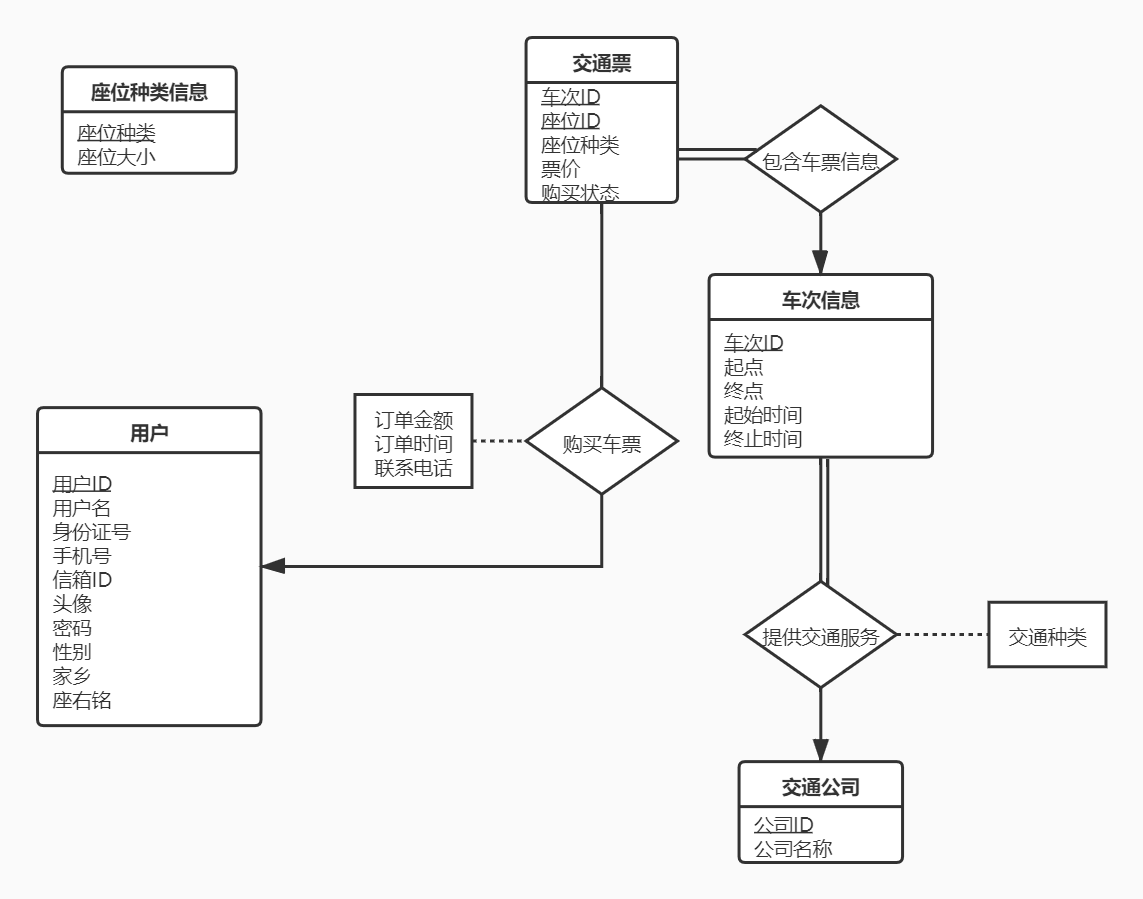 座位种类信息
座位种类
座位大小
交通票
车次ID
座位ID
座位种类
票价
购买状态
包含车票信息
车次信息
车次ID
起点
终点
起始时间
终止时间
订单金额
订单时间
联系电话
购买车票
用户
用户ID
用户名
身份证号
手机号
信箱ID
头像
密码
性别
家乡
座右铭
提供交通服务
交通种类
交通公司
公司ID
公司名称